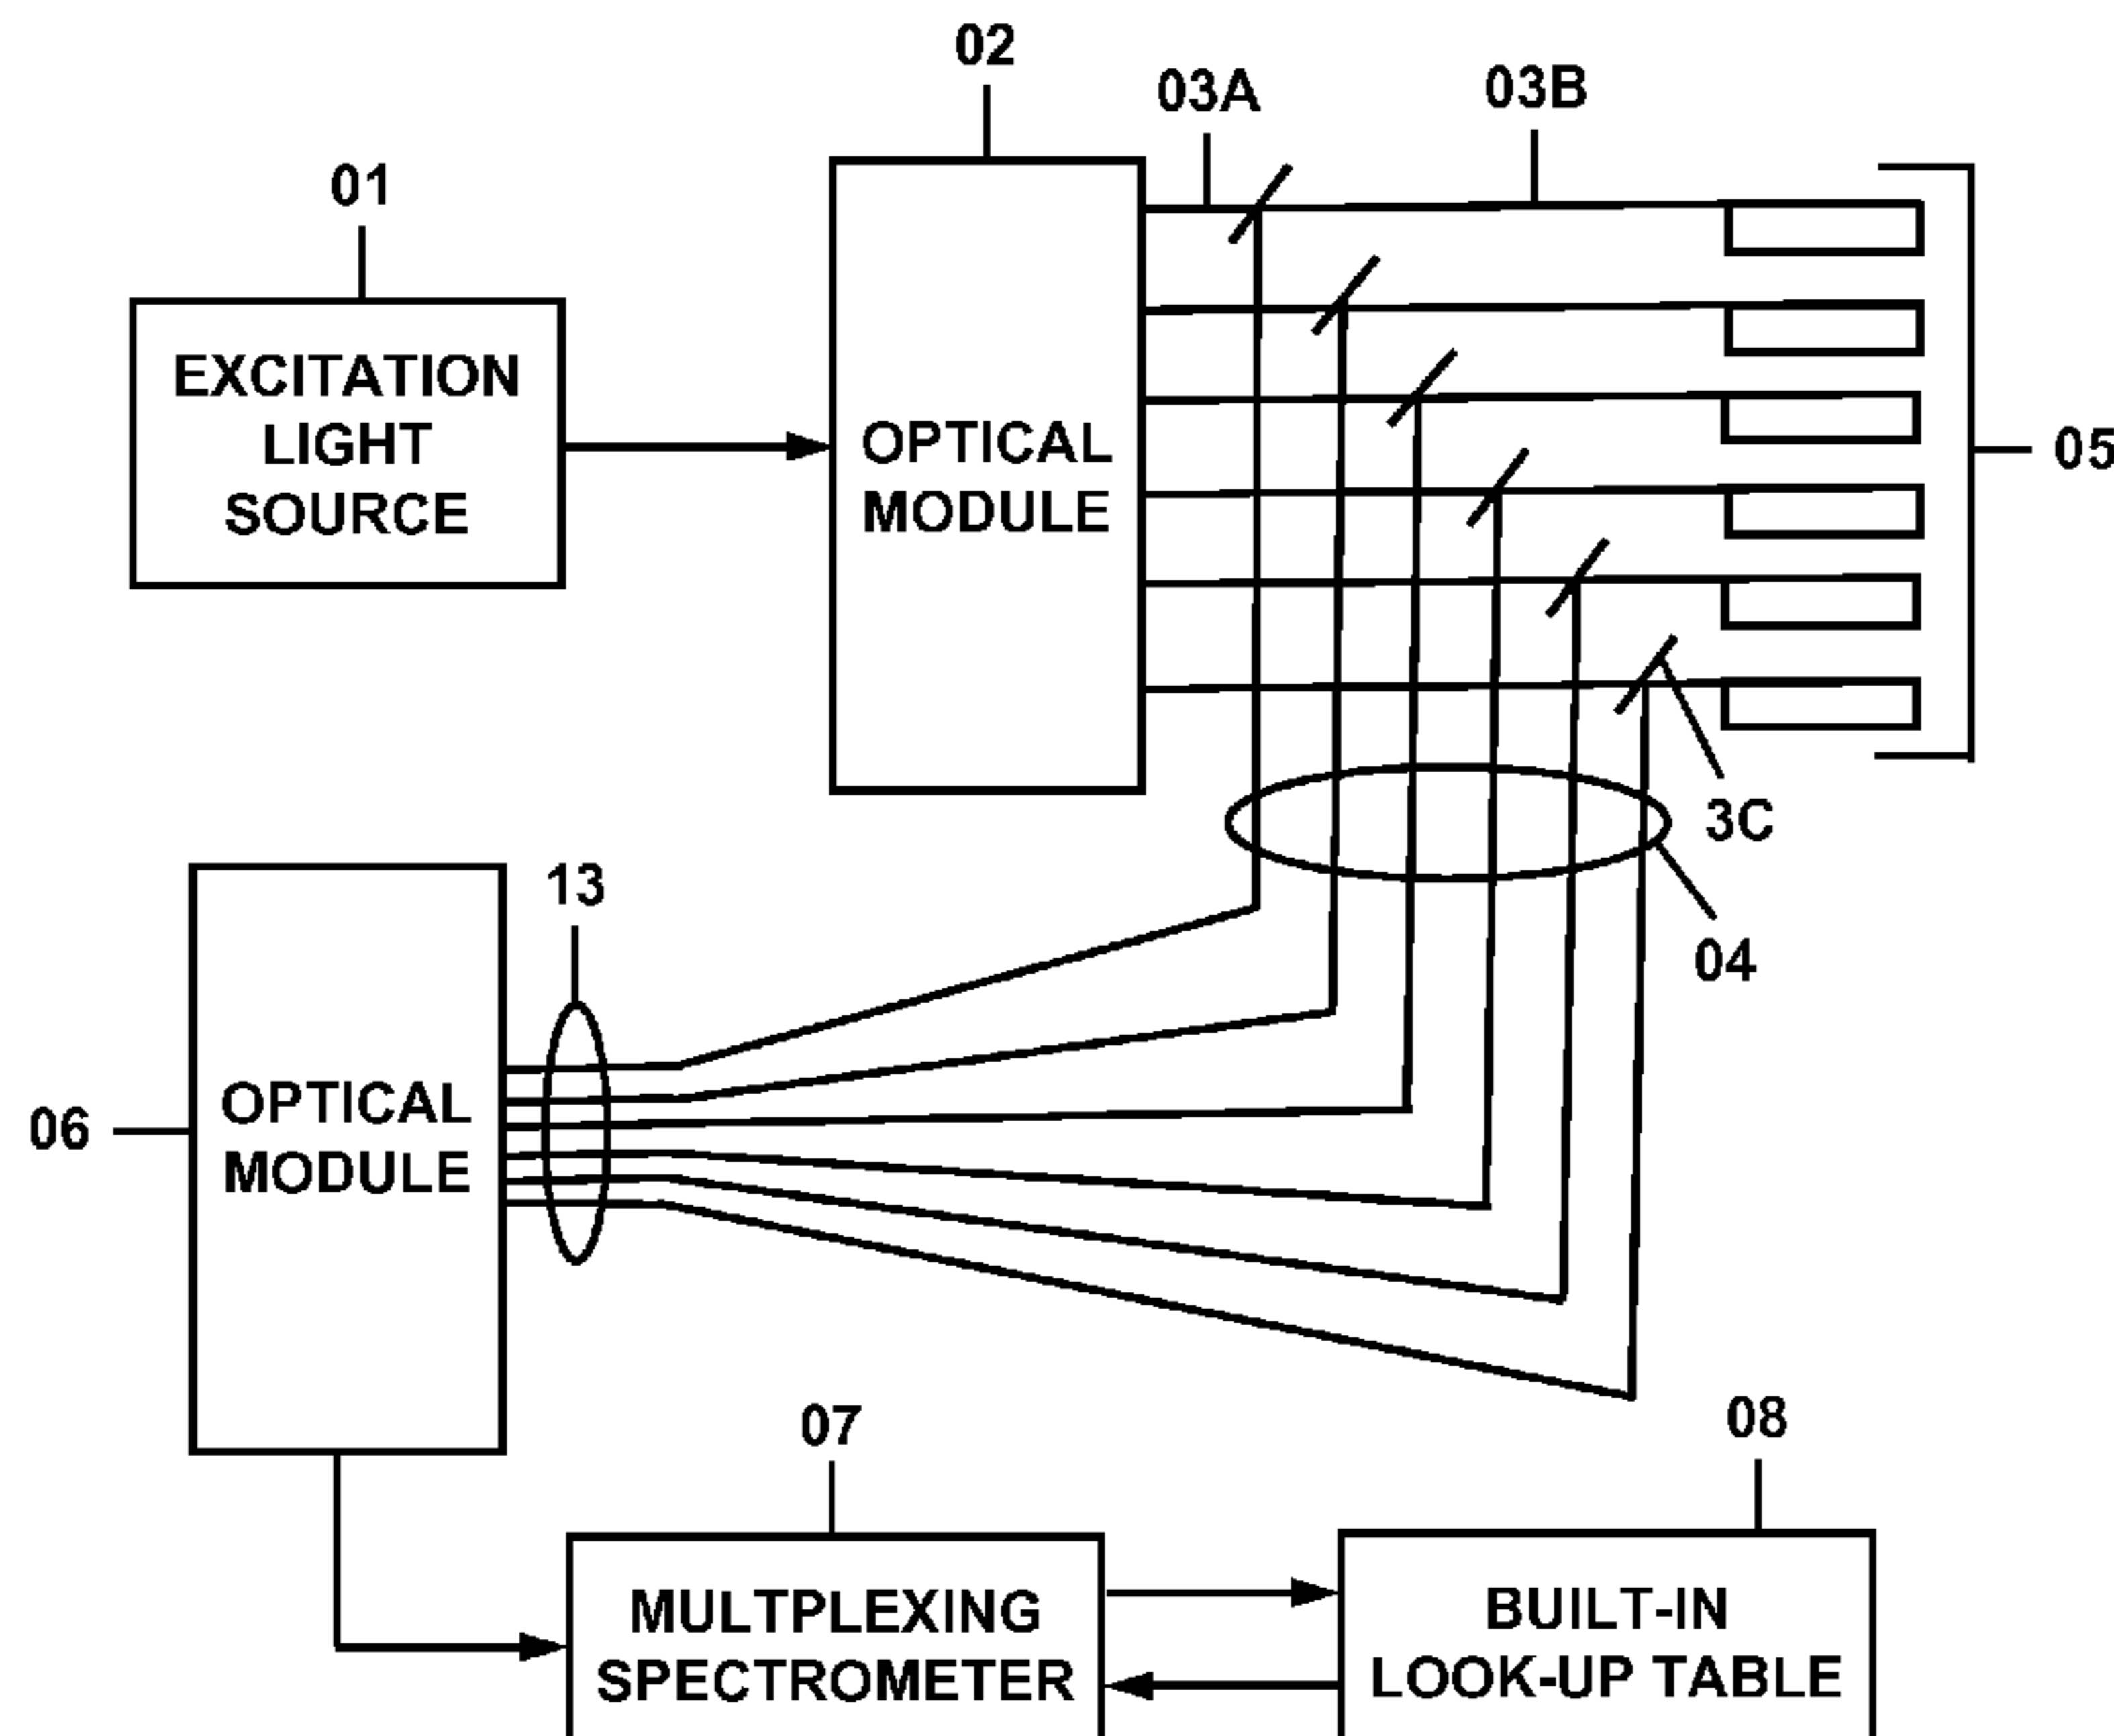 02
03A
03B
01
EXCITATION
LIGHT
SOURCE
OPTICAL
MODULE
05
3C
04
13
06
OPTICAL
MODULE
07
08
MULTPLEXING
SPECTROMETER
BUILT-IN
LOOK-UP TABLE